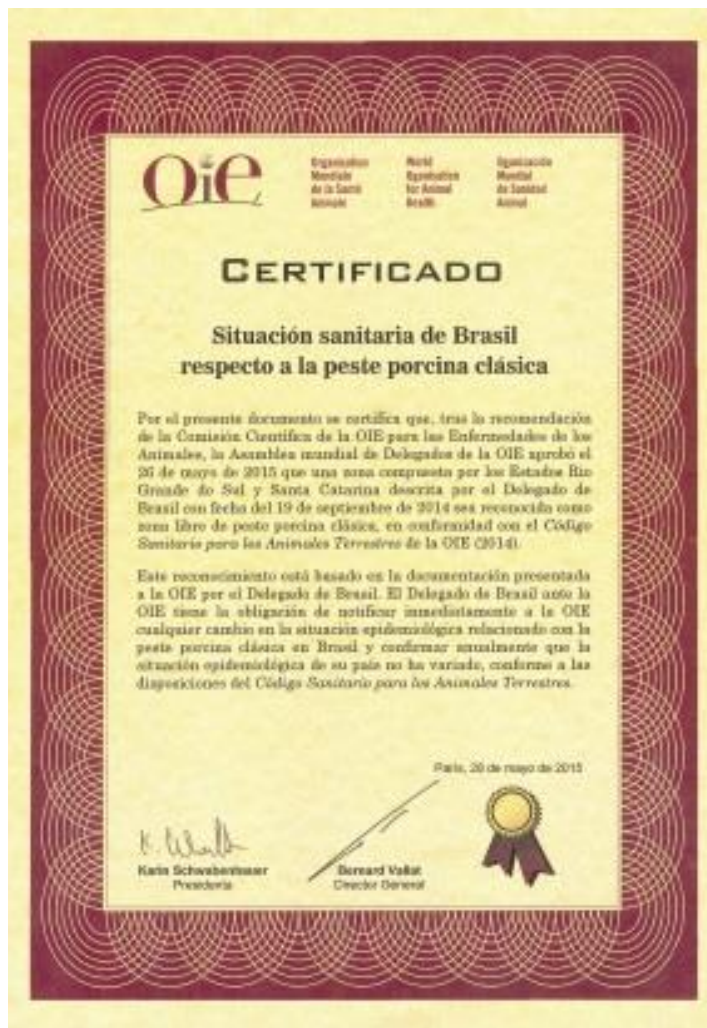 Oie
Organisation
Mondiale
de la Santé
Animale
World
Organisation
for Animal
Health
Organización
Mundial
de Sanidad
Animal
CERTIFICADO
Situación sanitaria de Brasil
respecto a la peste porcina clásica
Por el presente documento se certifica que, tras la recomendación
de la Comisión Científica de la OIE para las Enfermedades de los
Animales, la Asamblea mundial de Delegados de la OIE aprobó el
26 de mayo de 2015 que una zona compuesta por los Estados Rio
Grande do Sul y Santa Catarina descrita por el Delegado de
Brasil con fecha del 19 de septiembre de 2014 sea reconocida como
zona libre de peste porcina clásica, en conformidad con el Código
Sanitario para los Animales Terrestres de la OIE (2014).
Este reconocimiento está basado en la documentación presentada
a la OIE por el Delegado de Brasil. El Delegado de Brasil ante la
OIE tiene la obligación de notificar inmediatamente a la OIE
cualquier cambio en la situación epidemiológica relacionado con la
peste porcina clásica en Brasil y confirmar anualmente que la
situación epidemiológica de su país no ha variado, conforme a las
disposiciones del Código Sanitario para los Animales Terrestres.
París, 28 de mayo de 2015
Karin Schwabenbauer
Presidenta
Bernard Vallat
Director General